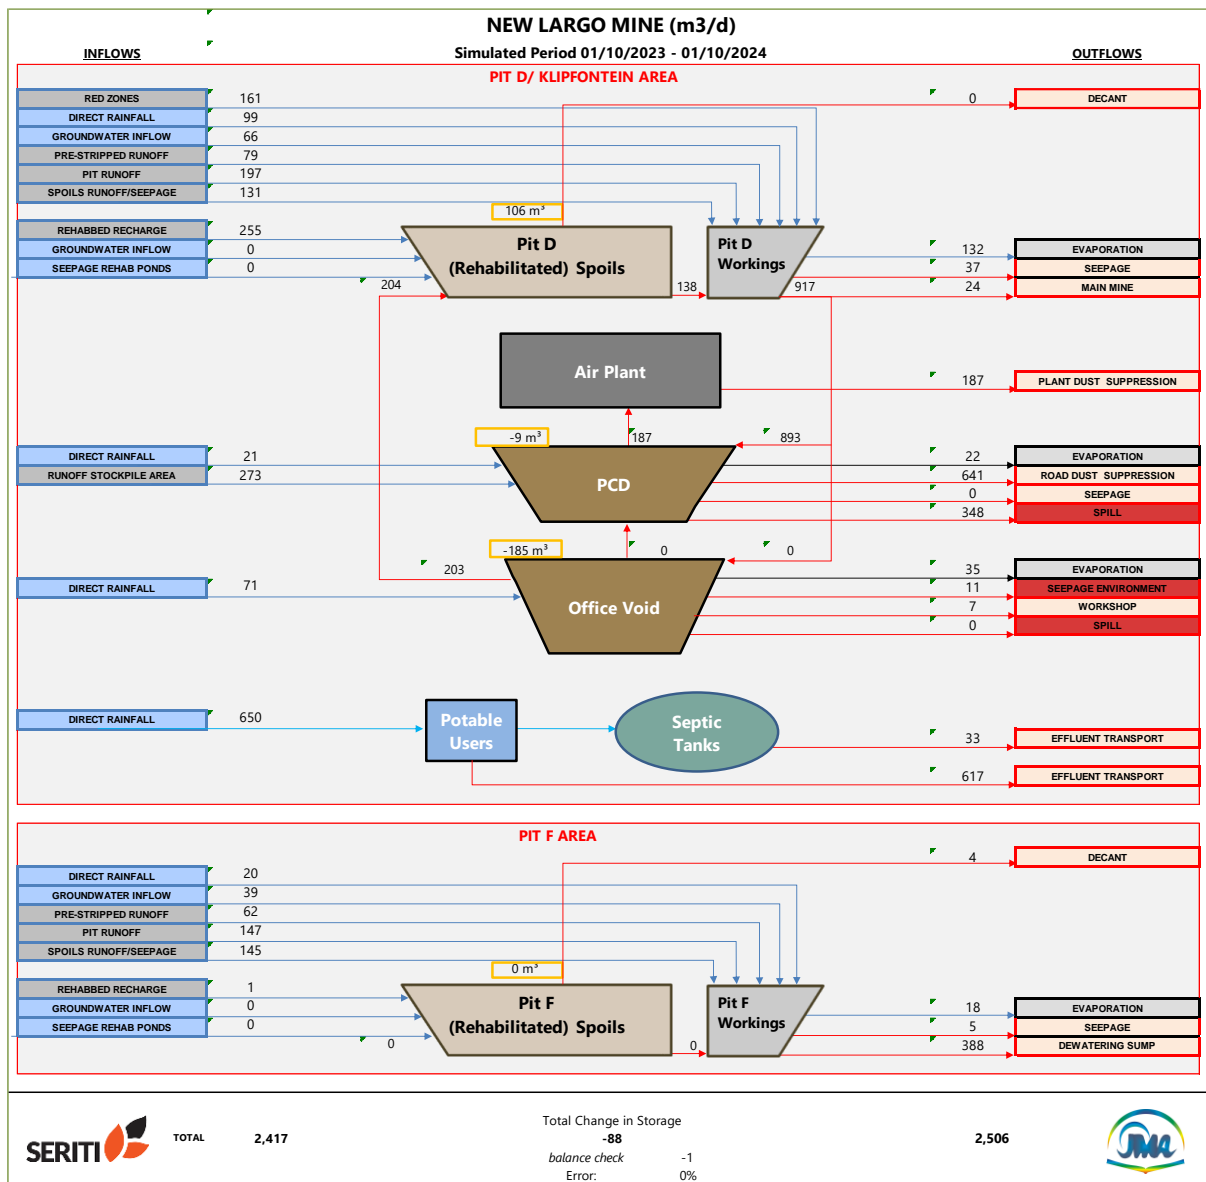 NEW LARGO MINE (m3/d)
INFLOWS
Simulated Period 01/10/2023 - 01/10/2024
OUTFLOWS
PIT D/ KLIPFONTEIN AREA
RED ZONES 161
0 DECANT
DIRECT RAINFALL 99
GROUNDWATER INFLOW 66
PRE-STRIPPED RUNOFF 79
PIT RUNOFF 197
SPOILS RUNOFF/SEEPAGE 131
106 m³
REHABBED RECHARGE 255
GROUNDWATER INFLOW 0
SEEPAGE REHAB PONDS 0
Pit D
(Rehabilitated) Spoils
Pit D
Workings
132 EVAPORATION
37 SEEPAGE
24 MAIN MINE
204
138
917
Air Plant
187 PLANT DUST SUPPRESSION
-9 m³
187
893
DIRECT RAINFALL 21
RUNOFF STOCKPILE AREA 273
PCD
22 EVAPORATION
641 ROAD DUST SUPPRESSION
0 SEEPAGE
348 SPILL
-185 m³
0
0
203
DIRECT RAINFALL 71
Office Void
35 EVAPORATION
11 SEEPAGE ENVIRONMENT
7 WORKSHOP
0 SPILL
DIRECT RAINFALL 650
Potable
Users
Septic
Tanks
33 EFFLUENT TRANSPORT
617 EFFLUENT TRANSPORT
PIT F AREA
4 DECANT
DIRECT RAINFALL 20
GROUNDWATER INFLOW 39
PRE-STRIPPED RUNOFF 62
PIT RUNOFF 147
SPOILS RUNOFF/SEEPAGE 145
0 m³
REHABBED RECHARGE 1
GROUNDWATER INFLOW 0
SEEPAGE REHAB PONDS 0
Pit F
(Rehabilitated) Spoils
Pit F
Workings
18 EVAPORATION
5 SEEPAGE
388 DEWATERING SUMP
0
0
SERITI
TOTAL 2,417
Total Change in Storage
-88
balance check -1
Error: 0%
2,506
JMA